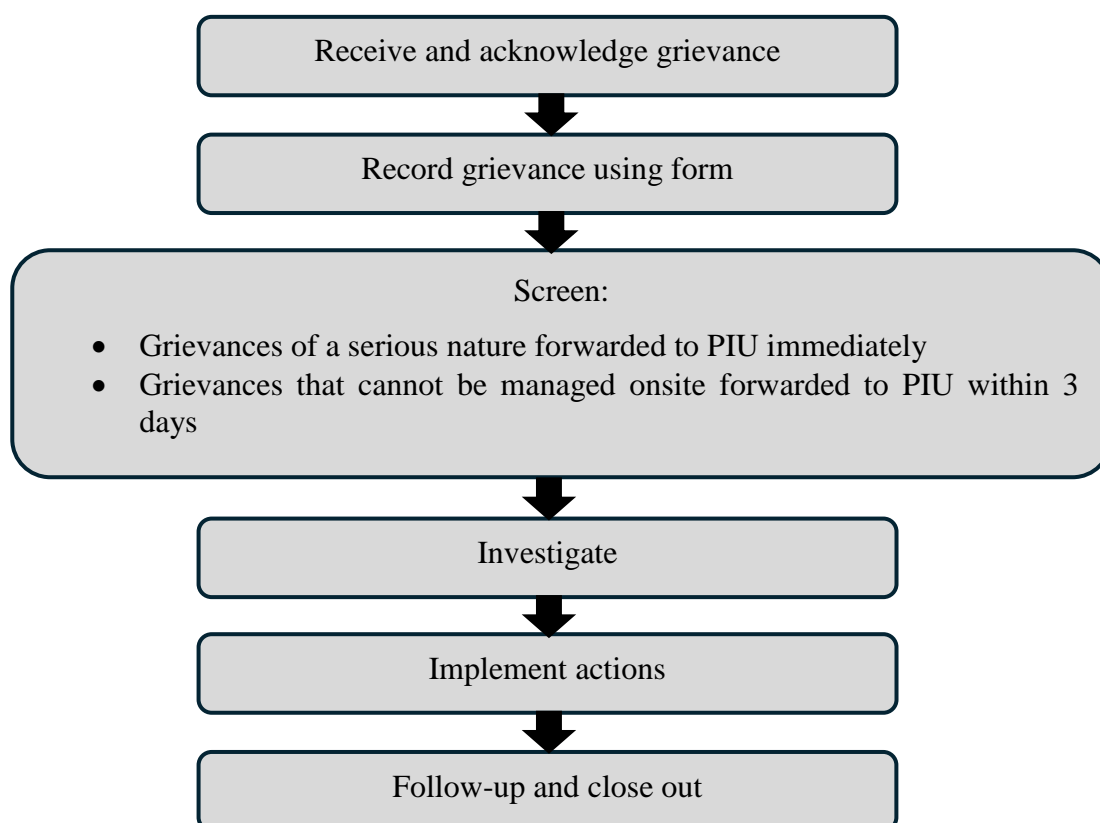 Receive and acknowledge grievance
Record grievance using form
Screen:
• Grievances of a serious nature forwarded to PIU immediately
• Grievances that cannot be managed onsite forwarded to PIU within 3
days
Investigate
Implement actions
Follow-up and close out